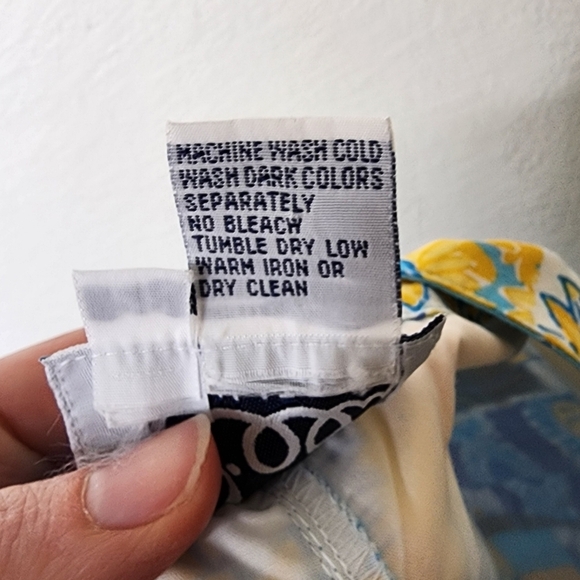 MACHINE WASH COLD
WASH DARK COLORS
SEPARATELY
NO BLEACH
TUMBLE DRY LOW
WARM IRON OR
DRY CLEAN